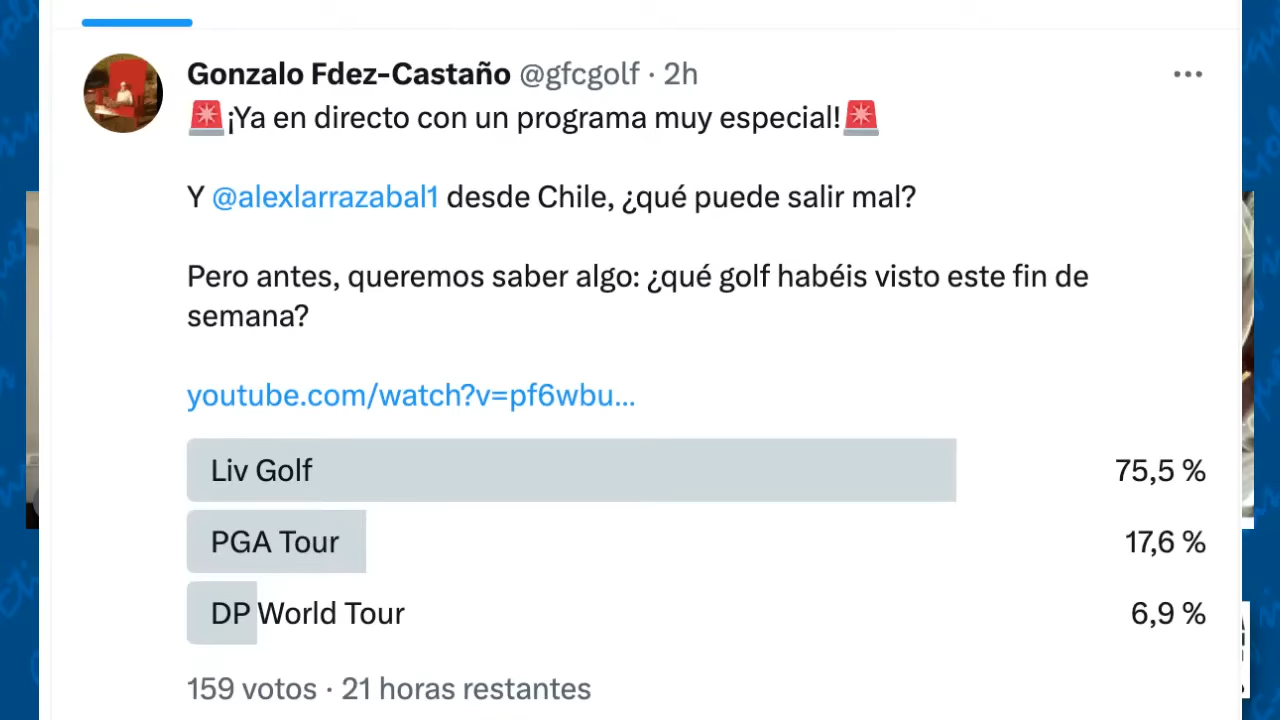 Gonzalo Fdez-Castaño @gfcgolf · 2h
🚨¡Ya en directo con un programa muy especial!🚨
Y @alexlarrazabal1 desde Chile, ¿qué puede salir mal?
Pero antes, queremos saber algo: ¿qué golf habéis visto este fin de
semana?
youtube.com/watch?v=pf6wbu...
Liv Golf 75,5 %
PGA Tour 17,6 %
DP World Tour 6,9 %
159 votos · 21 horas restantes